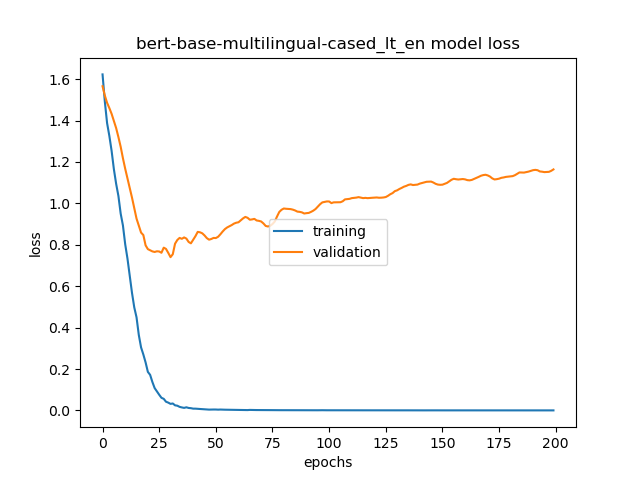 bert-base-multilingual-cased_lt_en model loss
1.6
1.4
1.2
1.0
0.8
0.6
0.4
0.2
0.0
loss
training
validation
0 25 50 75 100 125 150 175 200
epochs